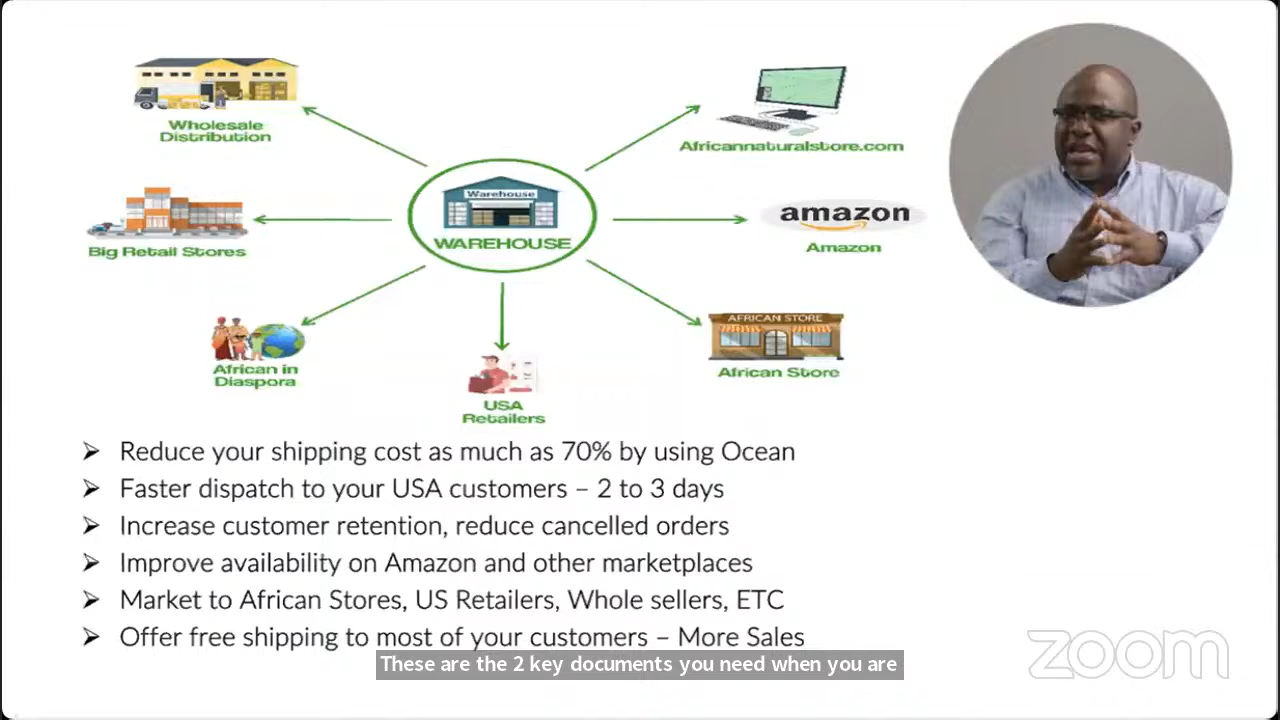 Wholesale
Distribution
Africannaturalstore.com
Warehouse
WAREHOUSE
Big Retail Stores
amazon
Amazon
AFRICAN STORE
African Store
African in
Diaspora
USA
Retailers
Reduce your shipping cost as much as 70% by using Ocean
Faster dispatch to your USA customers – 2 to 3 days
Increase customer retention, reduce cancelled orders
Improve availability on Amazon and other marketplaces
Market to African Stores, US Retailers, Whole sellers, ETC
Offer free shipping to most of your customers – More Sales
These are the 2 key documents you need when you are
zoom